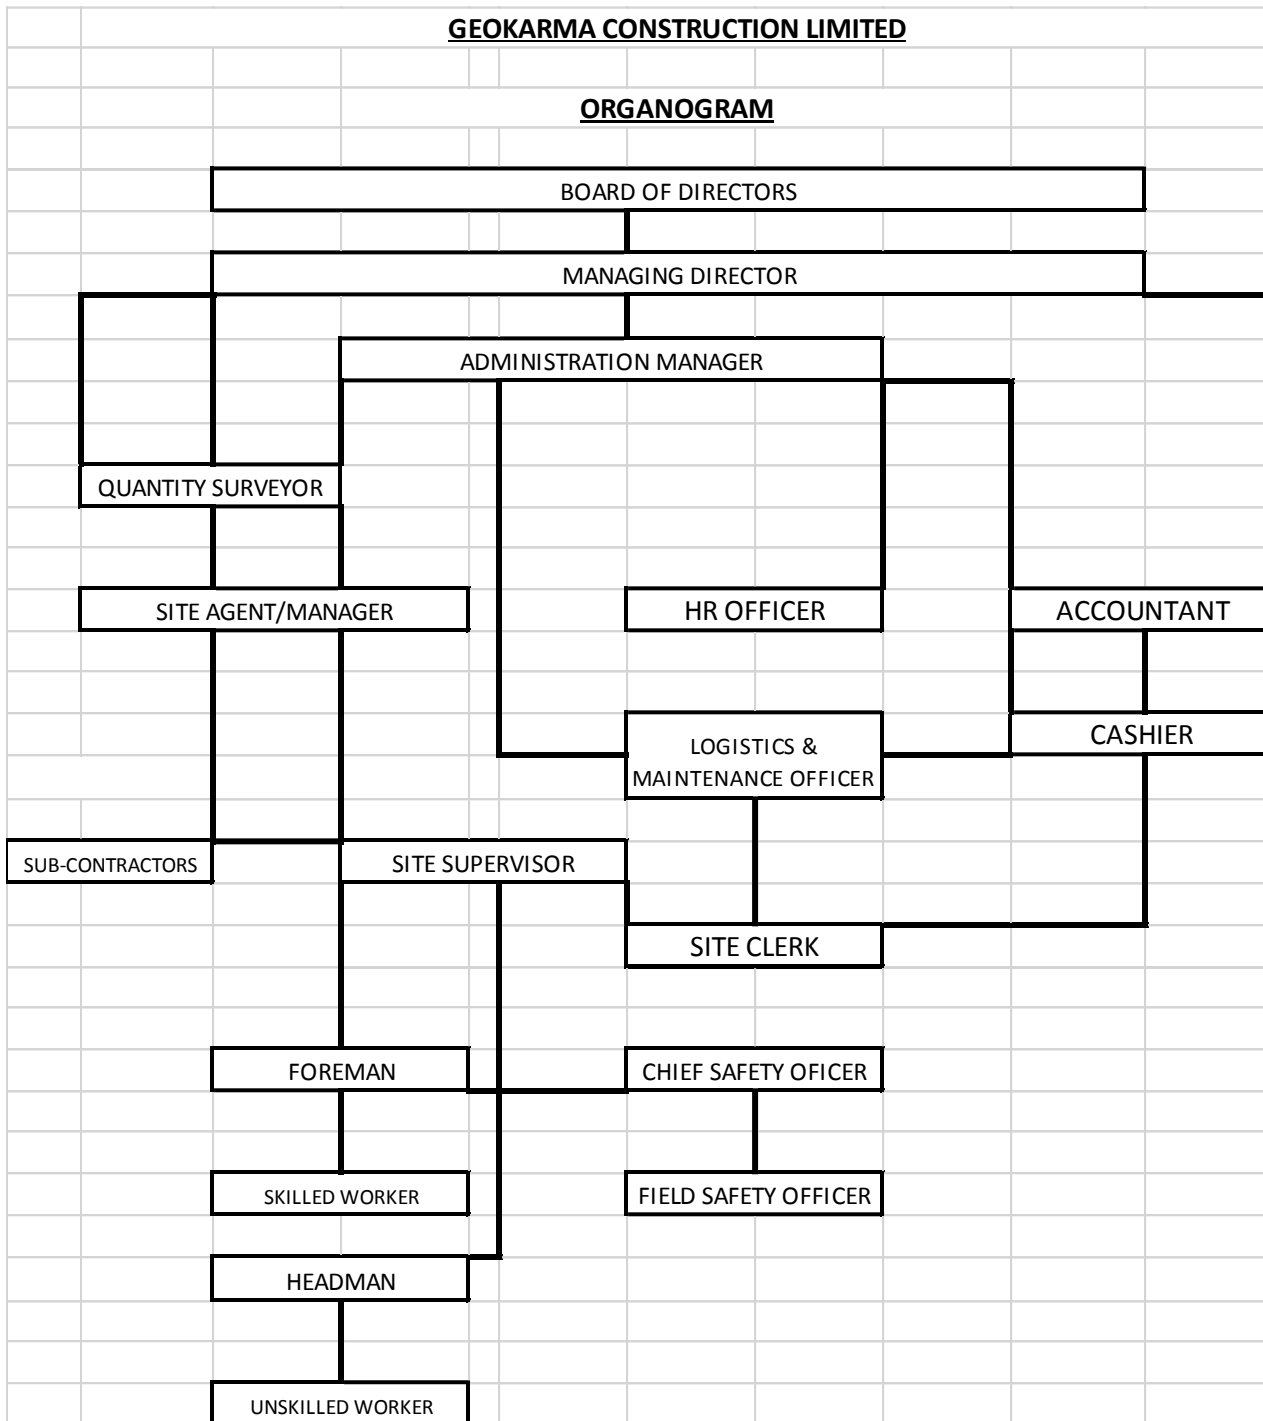 GEOKARMA CONSTRUCTION LIMITED
ORGANOGRAM
BOARD OF DIRECTORS
MANAGING DIRECTOR
ADMINISTRATION MANAGER
QUANTITY SURVEYOR
SITE AGENT/MANAGER
HR OFFICER
ACCOUNTANT
CASHIER
LOGISTICS &
MAINTENANCE OFFICER
SUB-CONTRACTORS
SITE SUPERVISOR
SITE CLERK
FOREMAN
CHIEF SAFETY OFICER
SKILLED WORKER
FIELD SAFETY OFFICER
HEADMAN
UNSKILLED WORKER